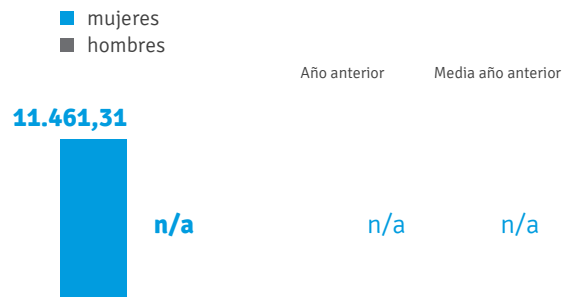 mujeres
hombres
Año anterior Media año anterior
11.461,31
n/a n/a n/a